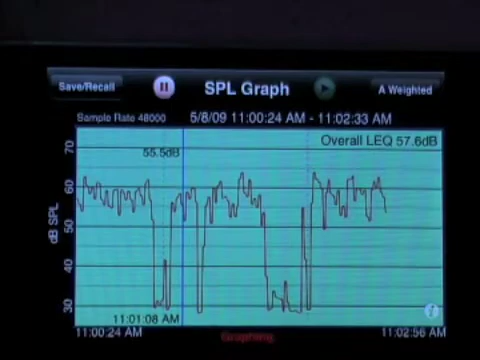 Save/Recall
SPL Graph
A Weighted
Sample Rate 48000
5/8/09 11:00:24 AM - 11:02:33 AM
Overall LEQ 57.6dB
55.5dB
70
60
50
40
30
dB SPL
11:01:08 AM
11:00:24 AM
Graphing
11:02:56 AM